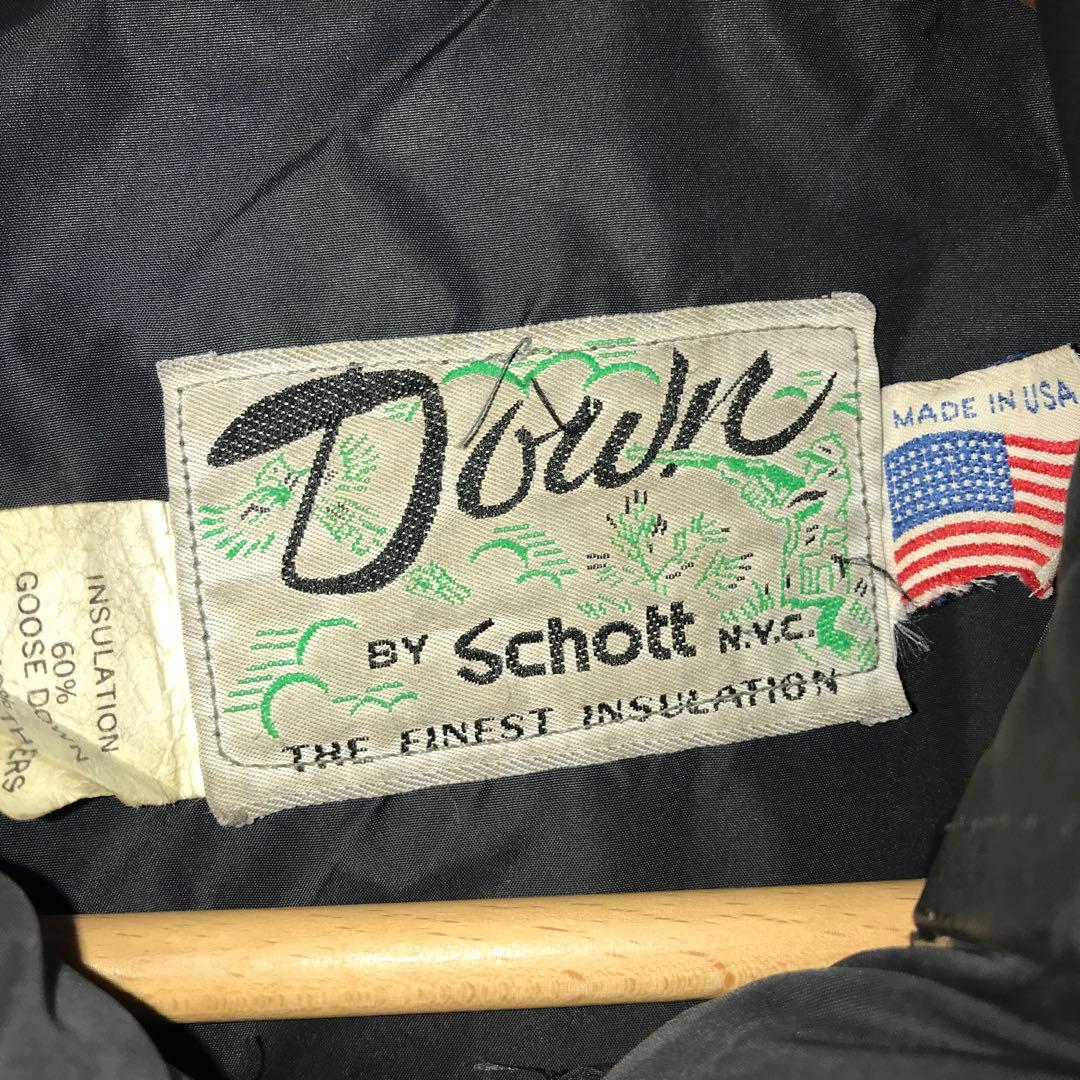 Down
BY Schott N.Y.C.
THE FINEST INSULATION
MADE IN USA
INSULATION
60%
GOOSE DOWN